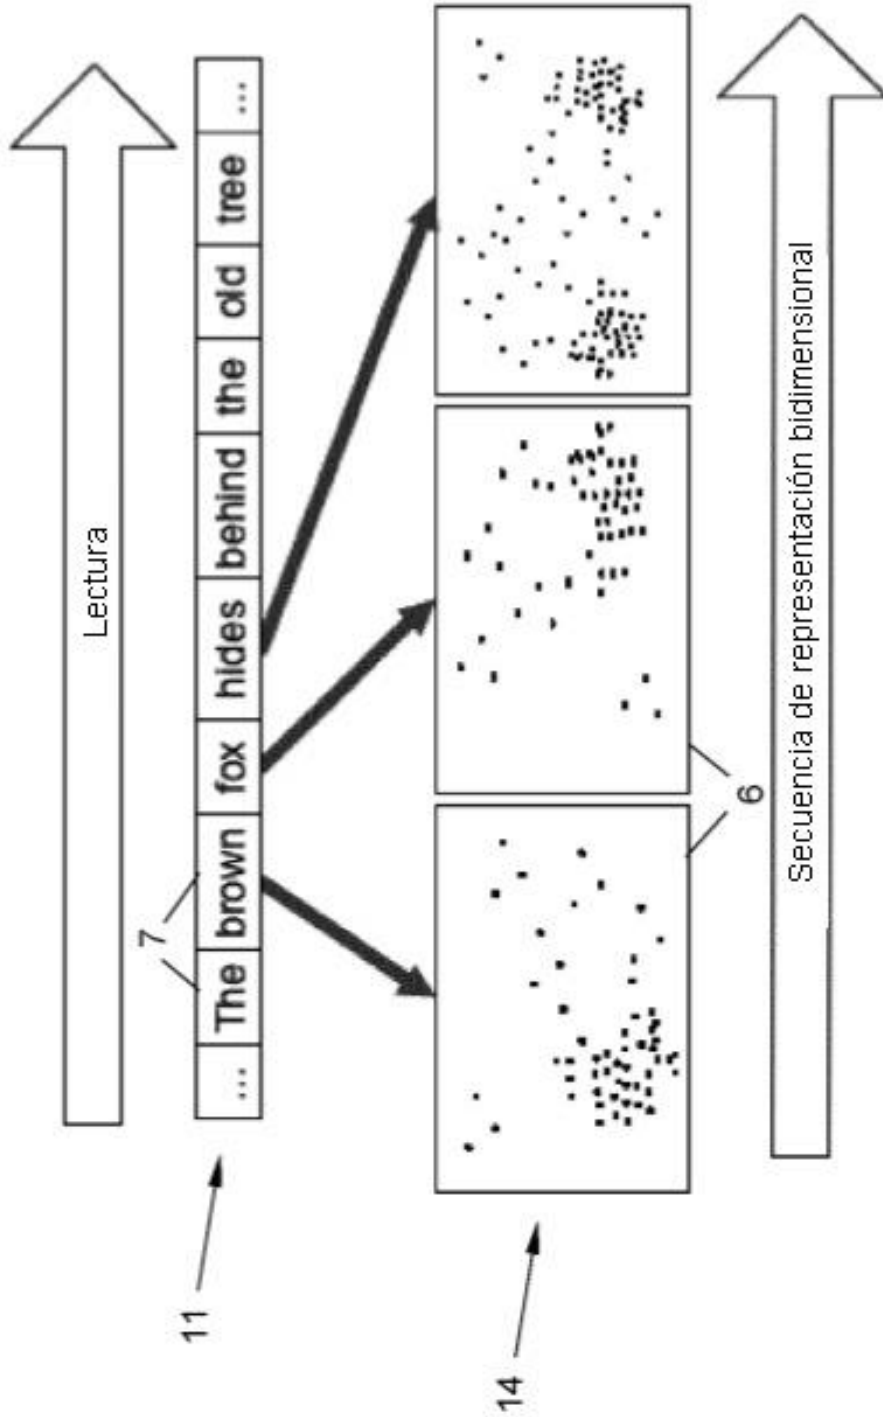 Lectura
7
11
... The brown fox hides behind the old tree ...
14
6
Secuencia de representación bidimensional